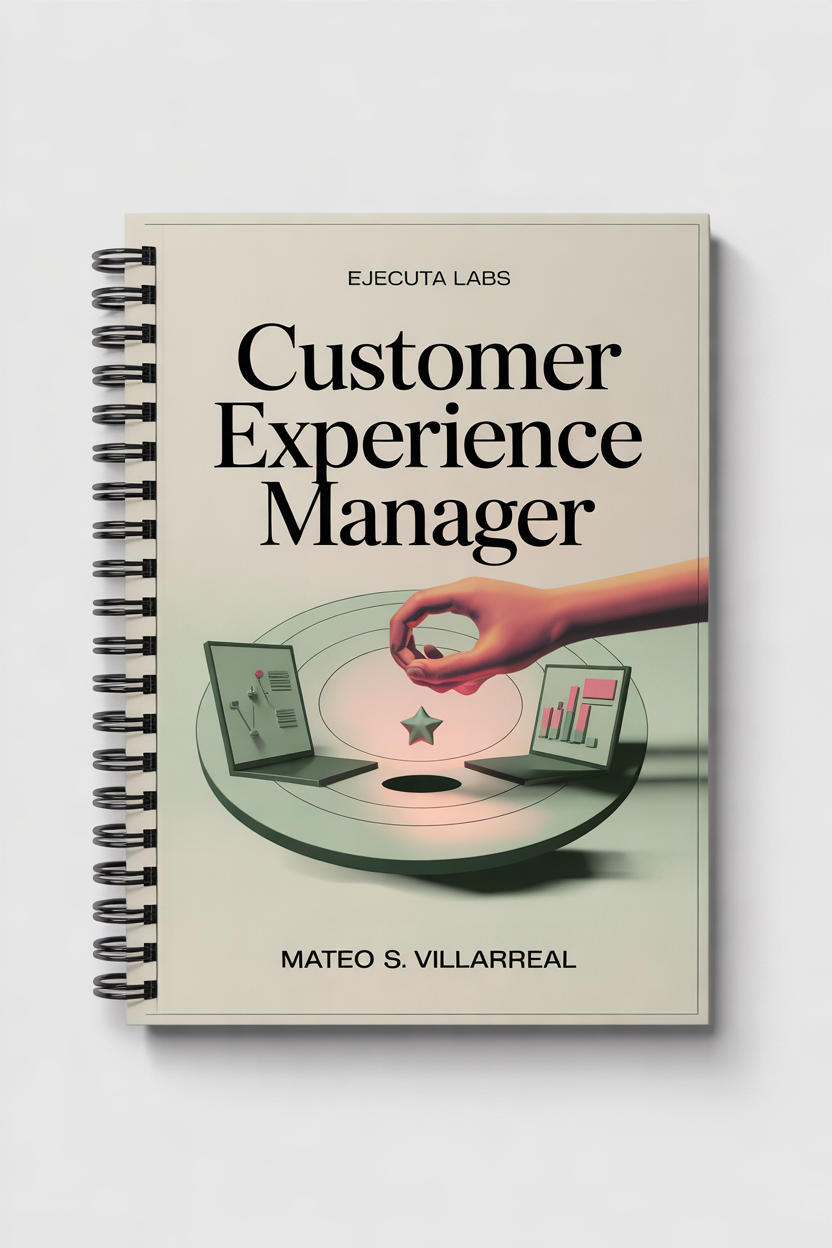 EJECUTA LABS
Customer
Experience
Manager
MATEO S. VILLARREAL